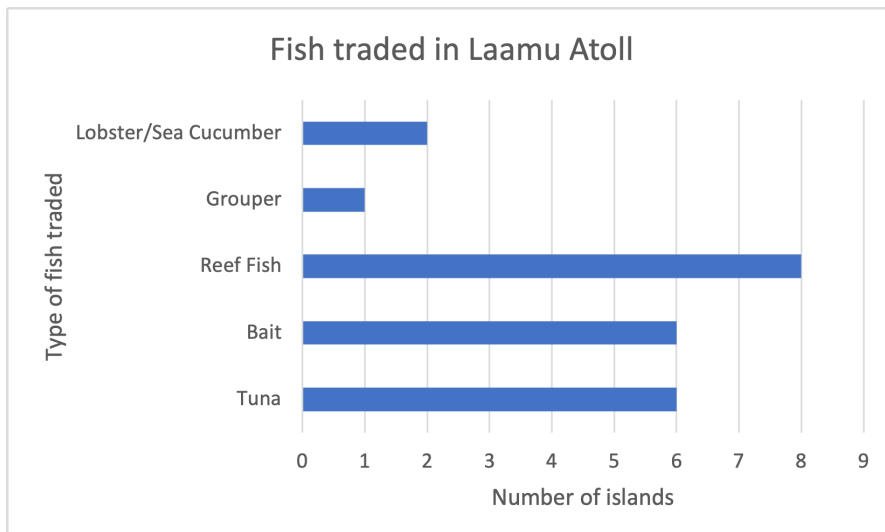 Fish traded in Laamu Atoll
Type of fish traded
Lobster/Sea Cucumber
Grouper
Reef Fish
Bait
Tuna
0 1 2 3 4 5 6 7 8 9
Number of islands